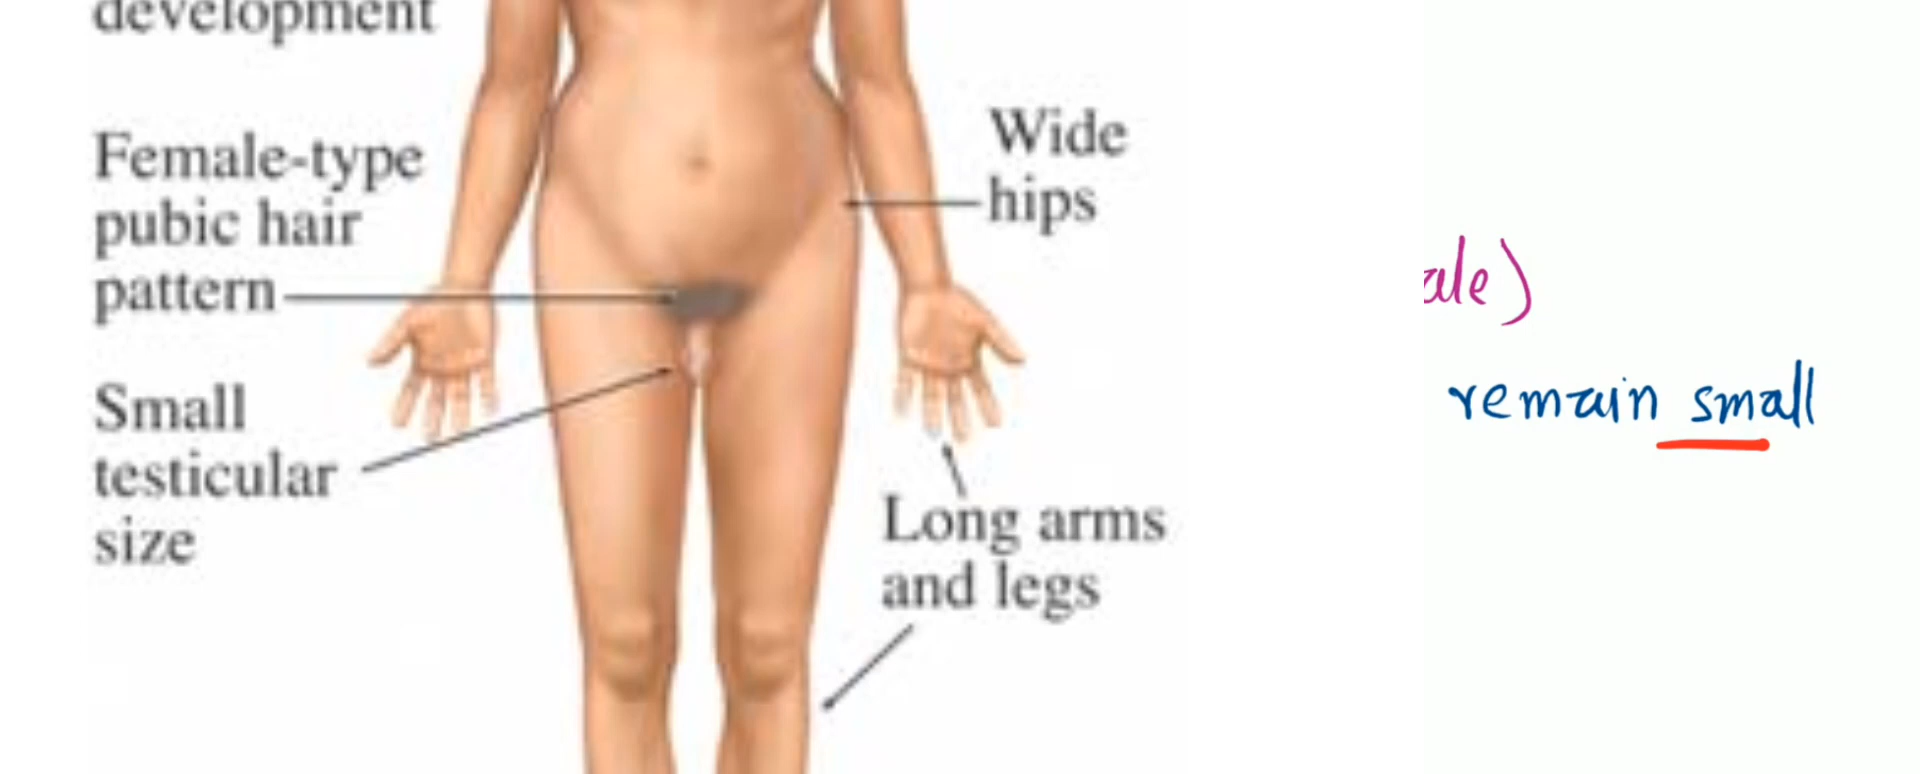 development
Female-type
pubic hair
pattern
Small
testicular
size
Wide
hips
Long arms
and legs
ale)
remain small